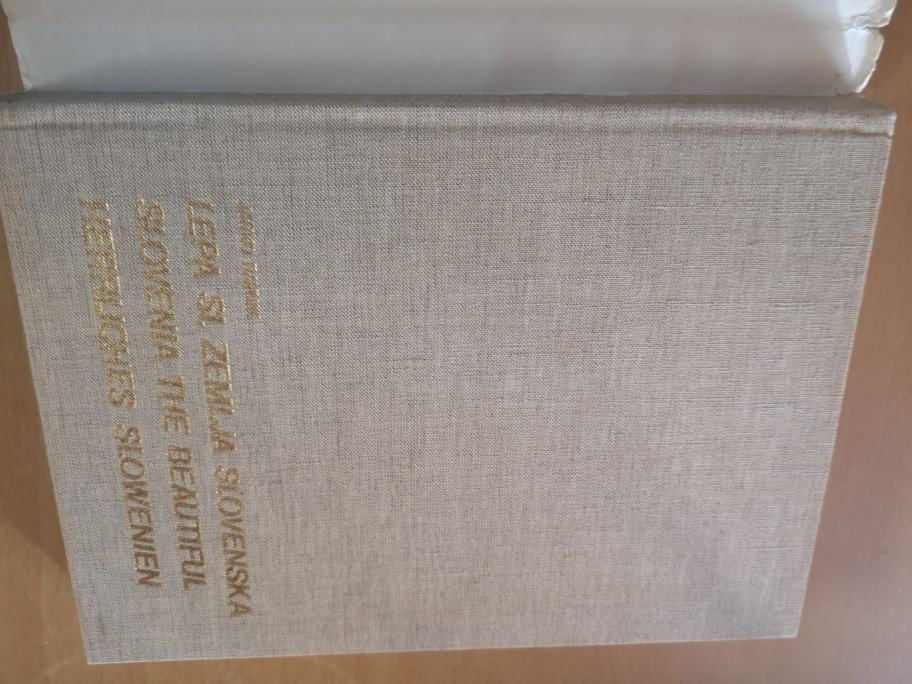 LEPA SI, ZEMLJA SLOVENSKA
SLOVENIA THE BEAUTIFUL
HERRLICHES SLOWENIEN